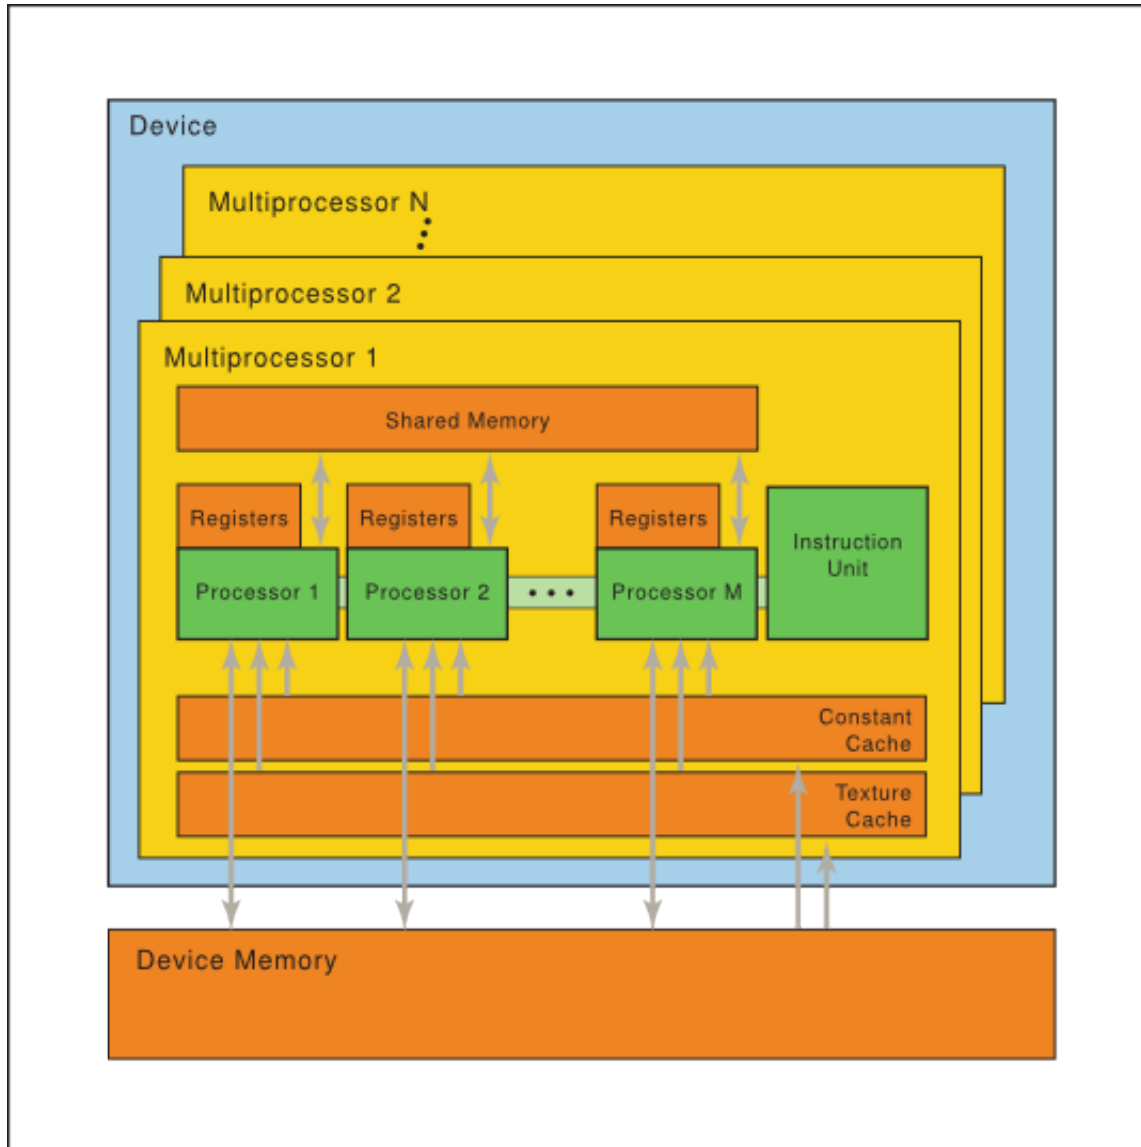 Device
Multiprocessor N
Multiprocessor 2
Multiprocessor 1
Shared Memory
Registers
Registers
Registers
Instruction
Unit
Processor 1
Processor 2
Processor M
Constant
Cache
Texture
Cache
Device Memory